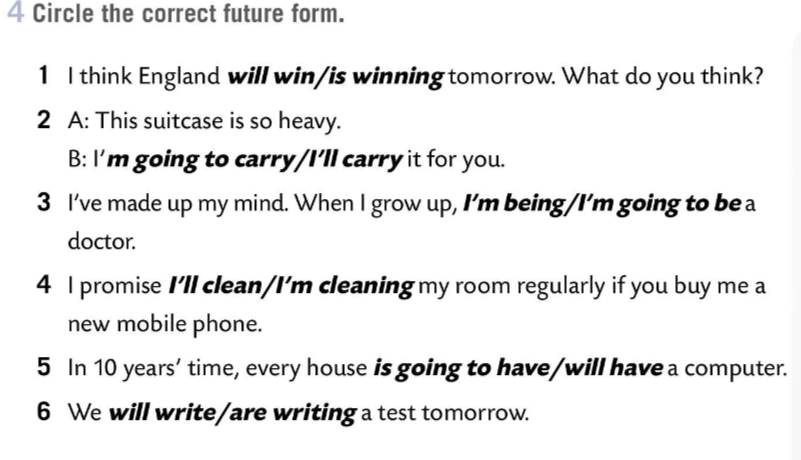 4 Circle the correct future form.
1 I think England will win/is winning tomorrow. What do you think?
2 A: This suitcase is so heavy.
B: I'm going to carry/I'll carry it for you.
3 I've made up my mind. When I grow up, I'm being/I'm going to be a
doctor.
4 I promise I'll clean/I'm cleaning my room regularly if you buy me a
new mobile phone.
5 In 10 years' time, every house is going to have/will have a computer.
6 We will write/are writing a test tomorrow.